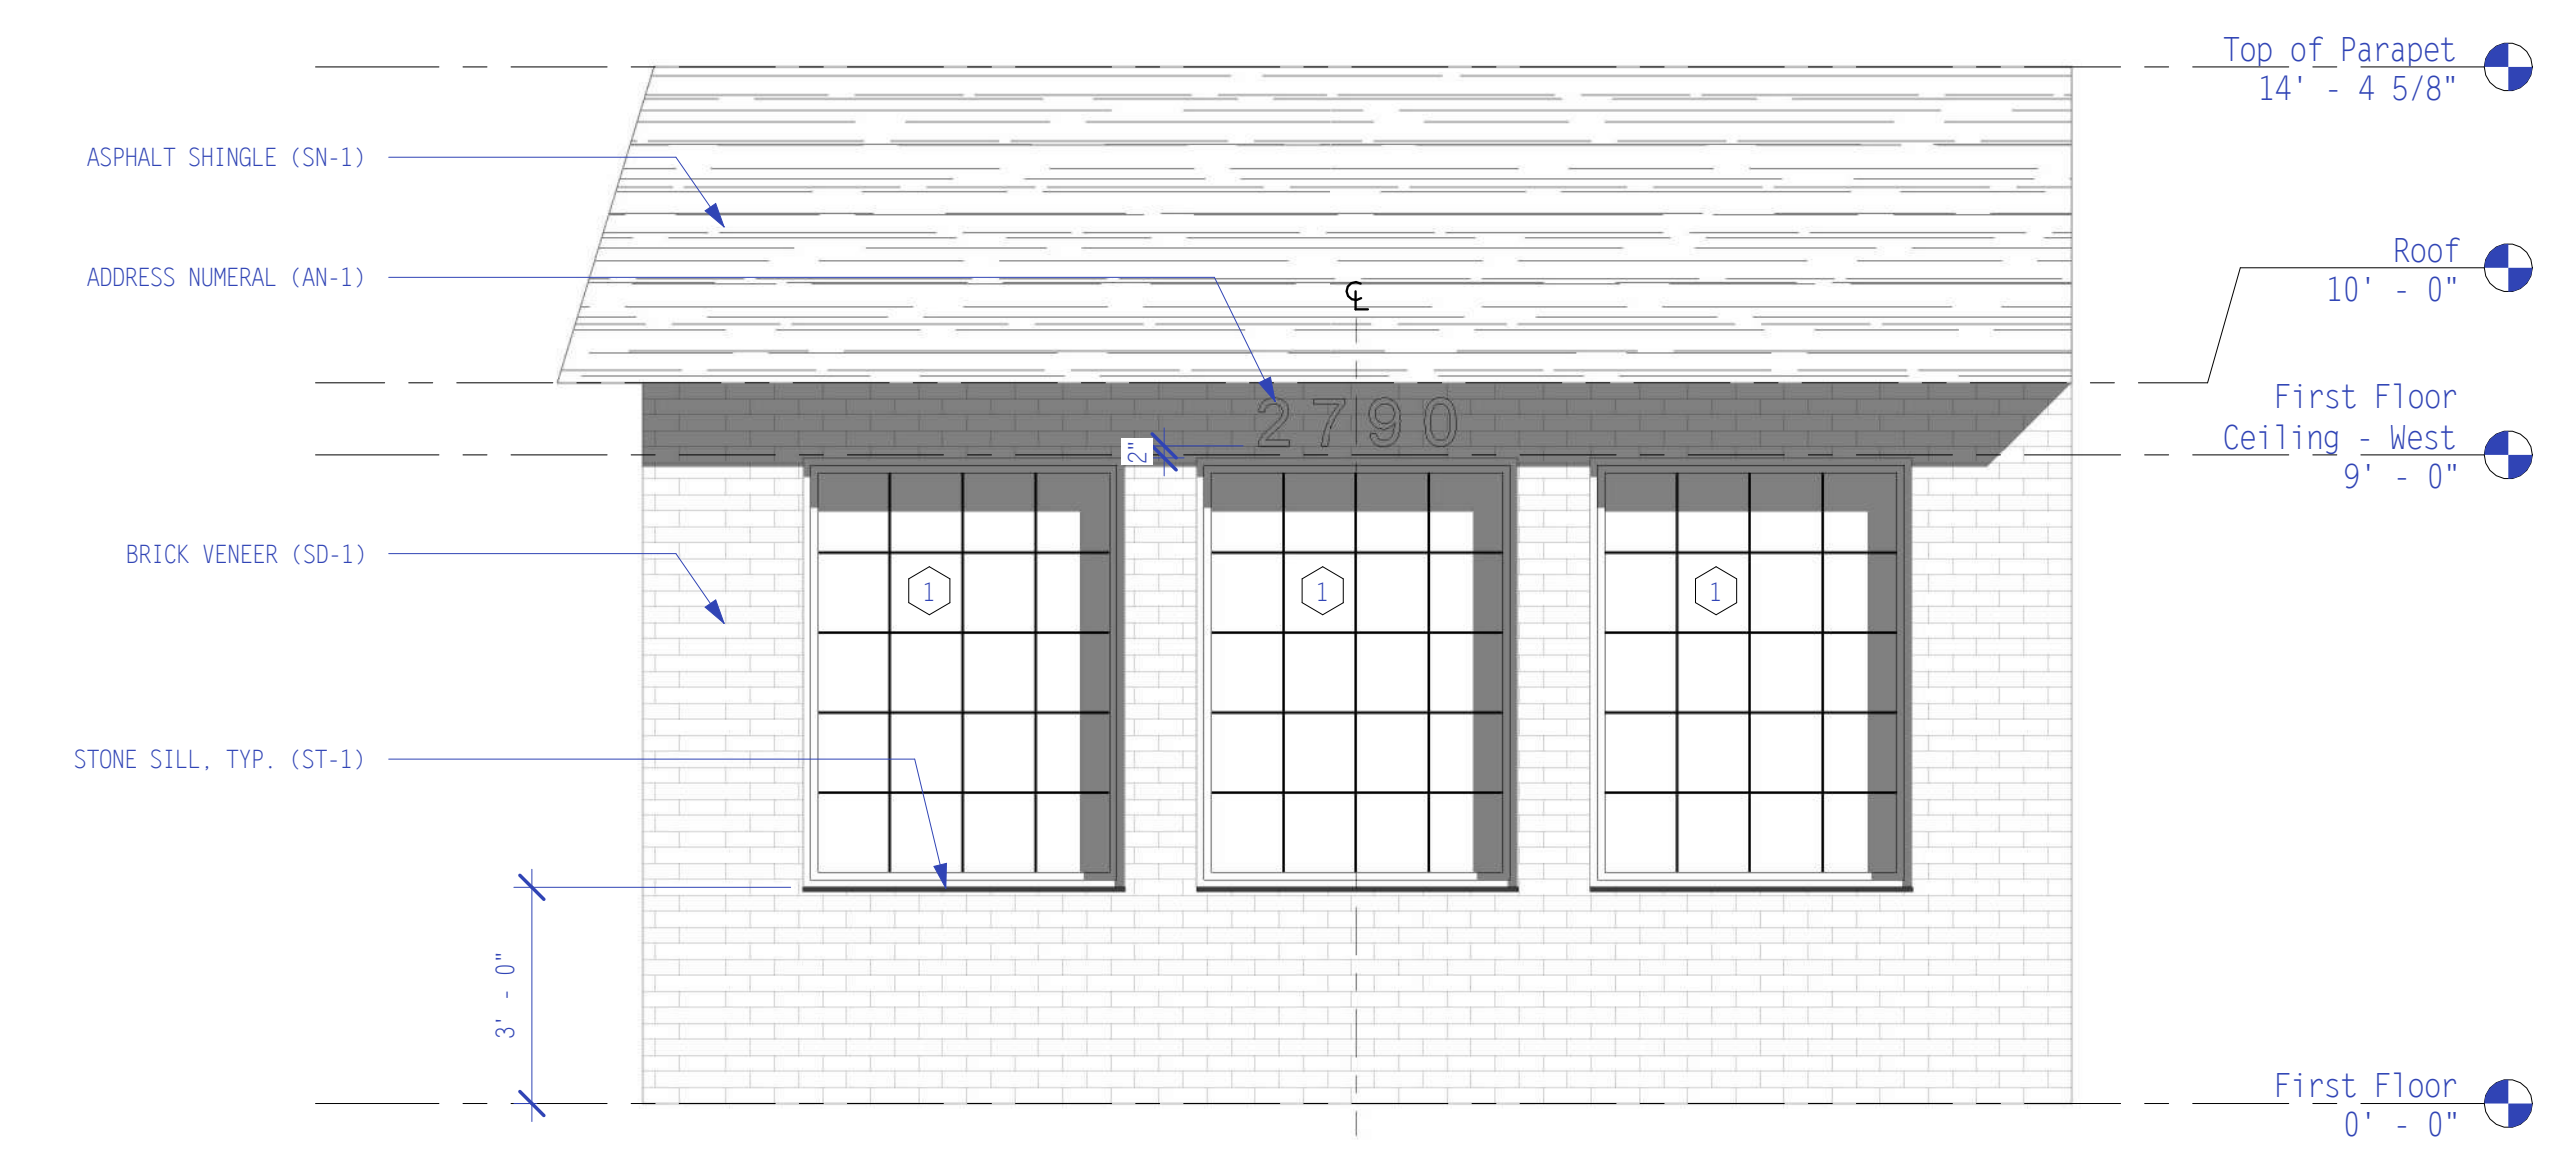 Top of Parapet
14' - 4 5/8"
ASPHALT SHINGLE (SN-1)
Roof
10' - 0"
ADDRESS NUMERAL (AN-1)
℄
First Floor
Ceiling - West
9' - 0"
2790
2"
BRICK VENEER (SD-1)
1
1
1
STONE SILL, TYP. (ST-1)
3' - 0"
First Floor
0' - 0"